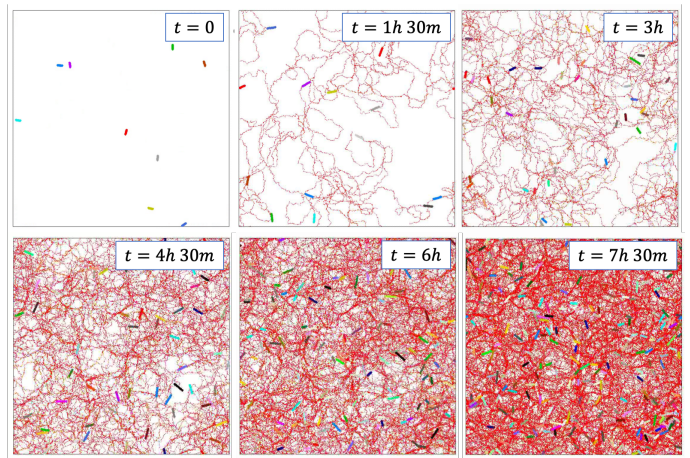 t = 0
t = 1h 30m
t = 3h
t = 4h 30m
t = 6h
t = 7h 30m